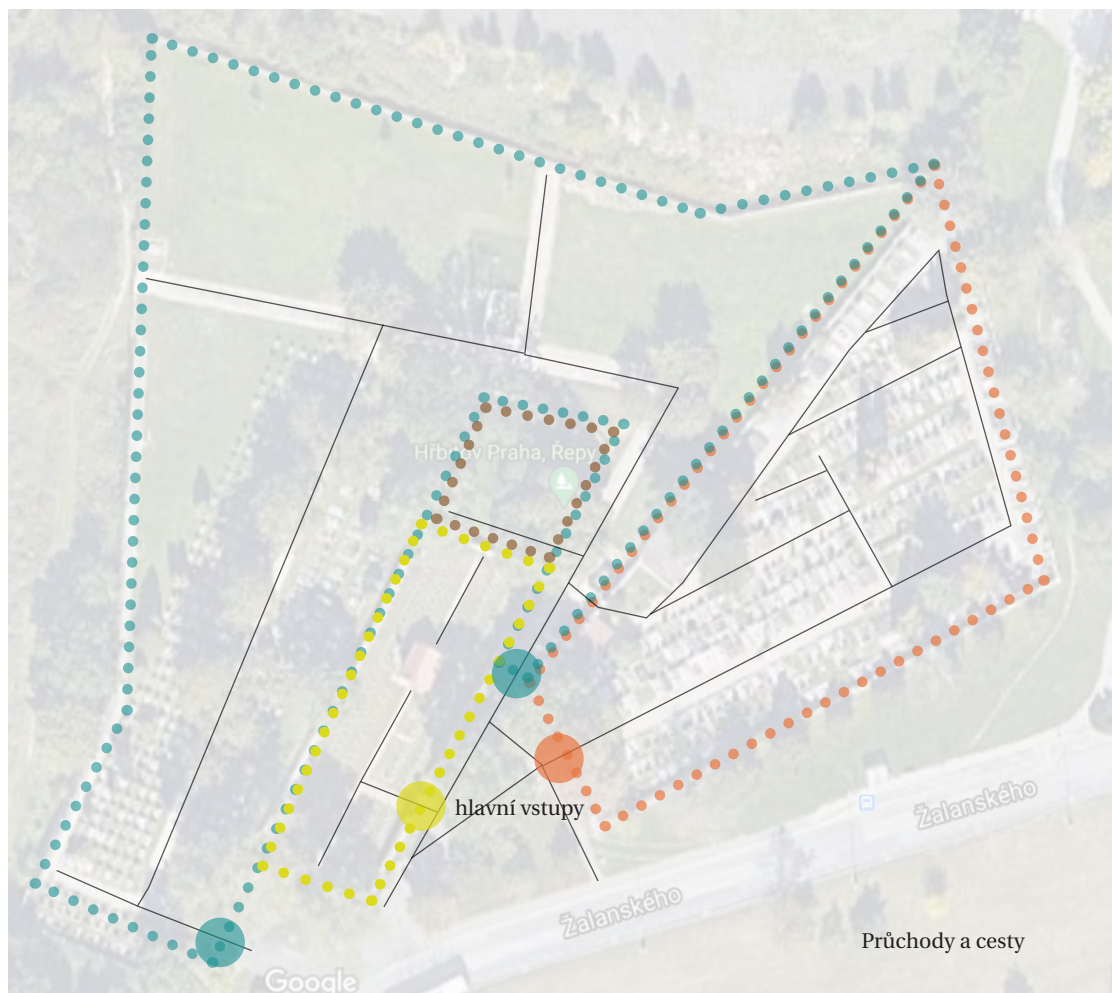 Hřbitov Praha, Řepy
hlavní vstupy
Žalanského
Žalanského
Průchody a cesty
Google